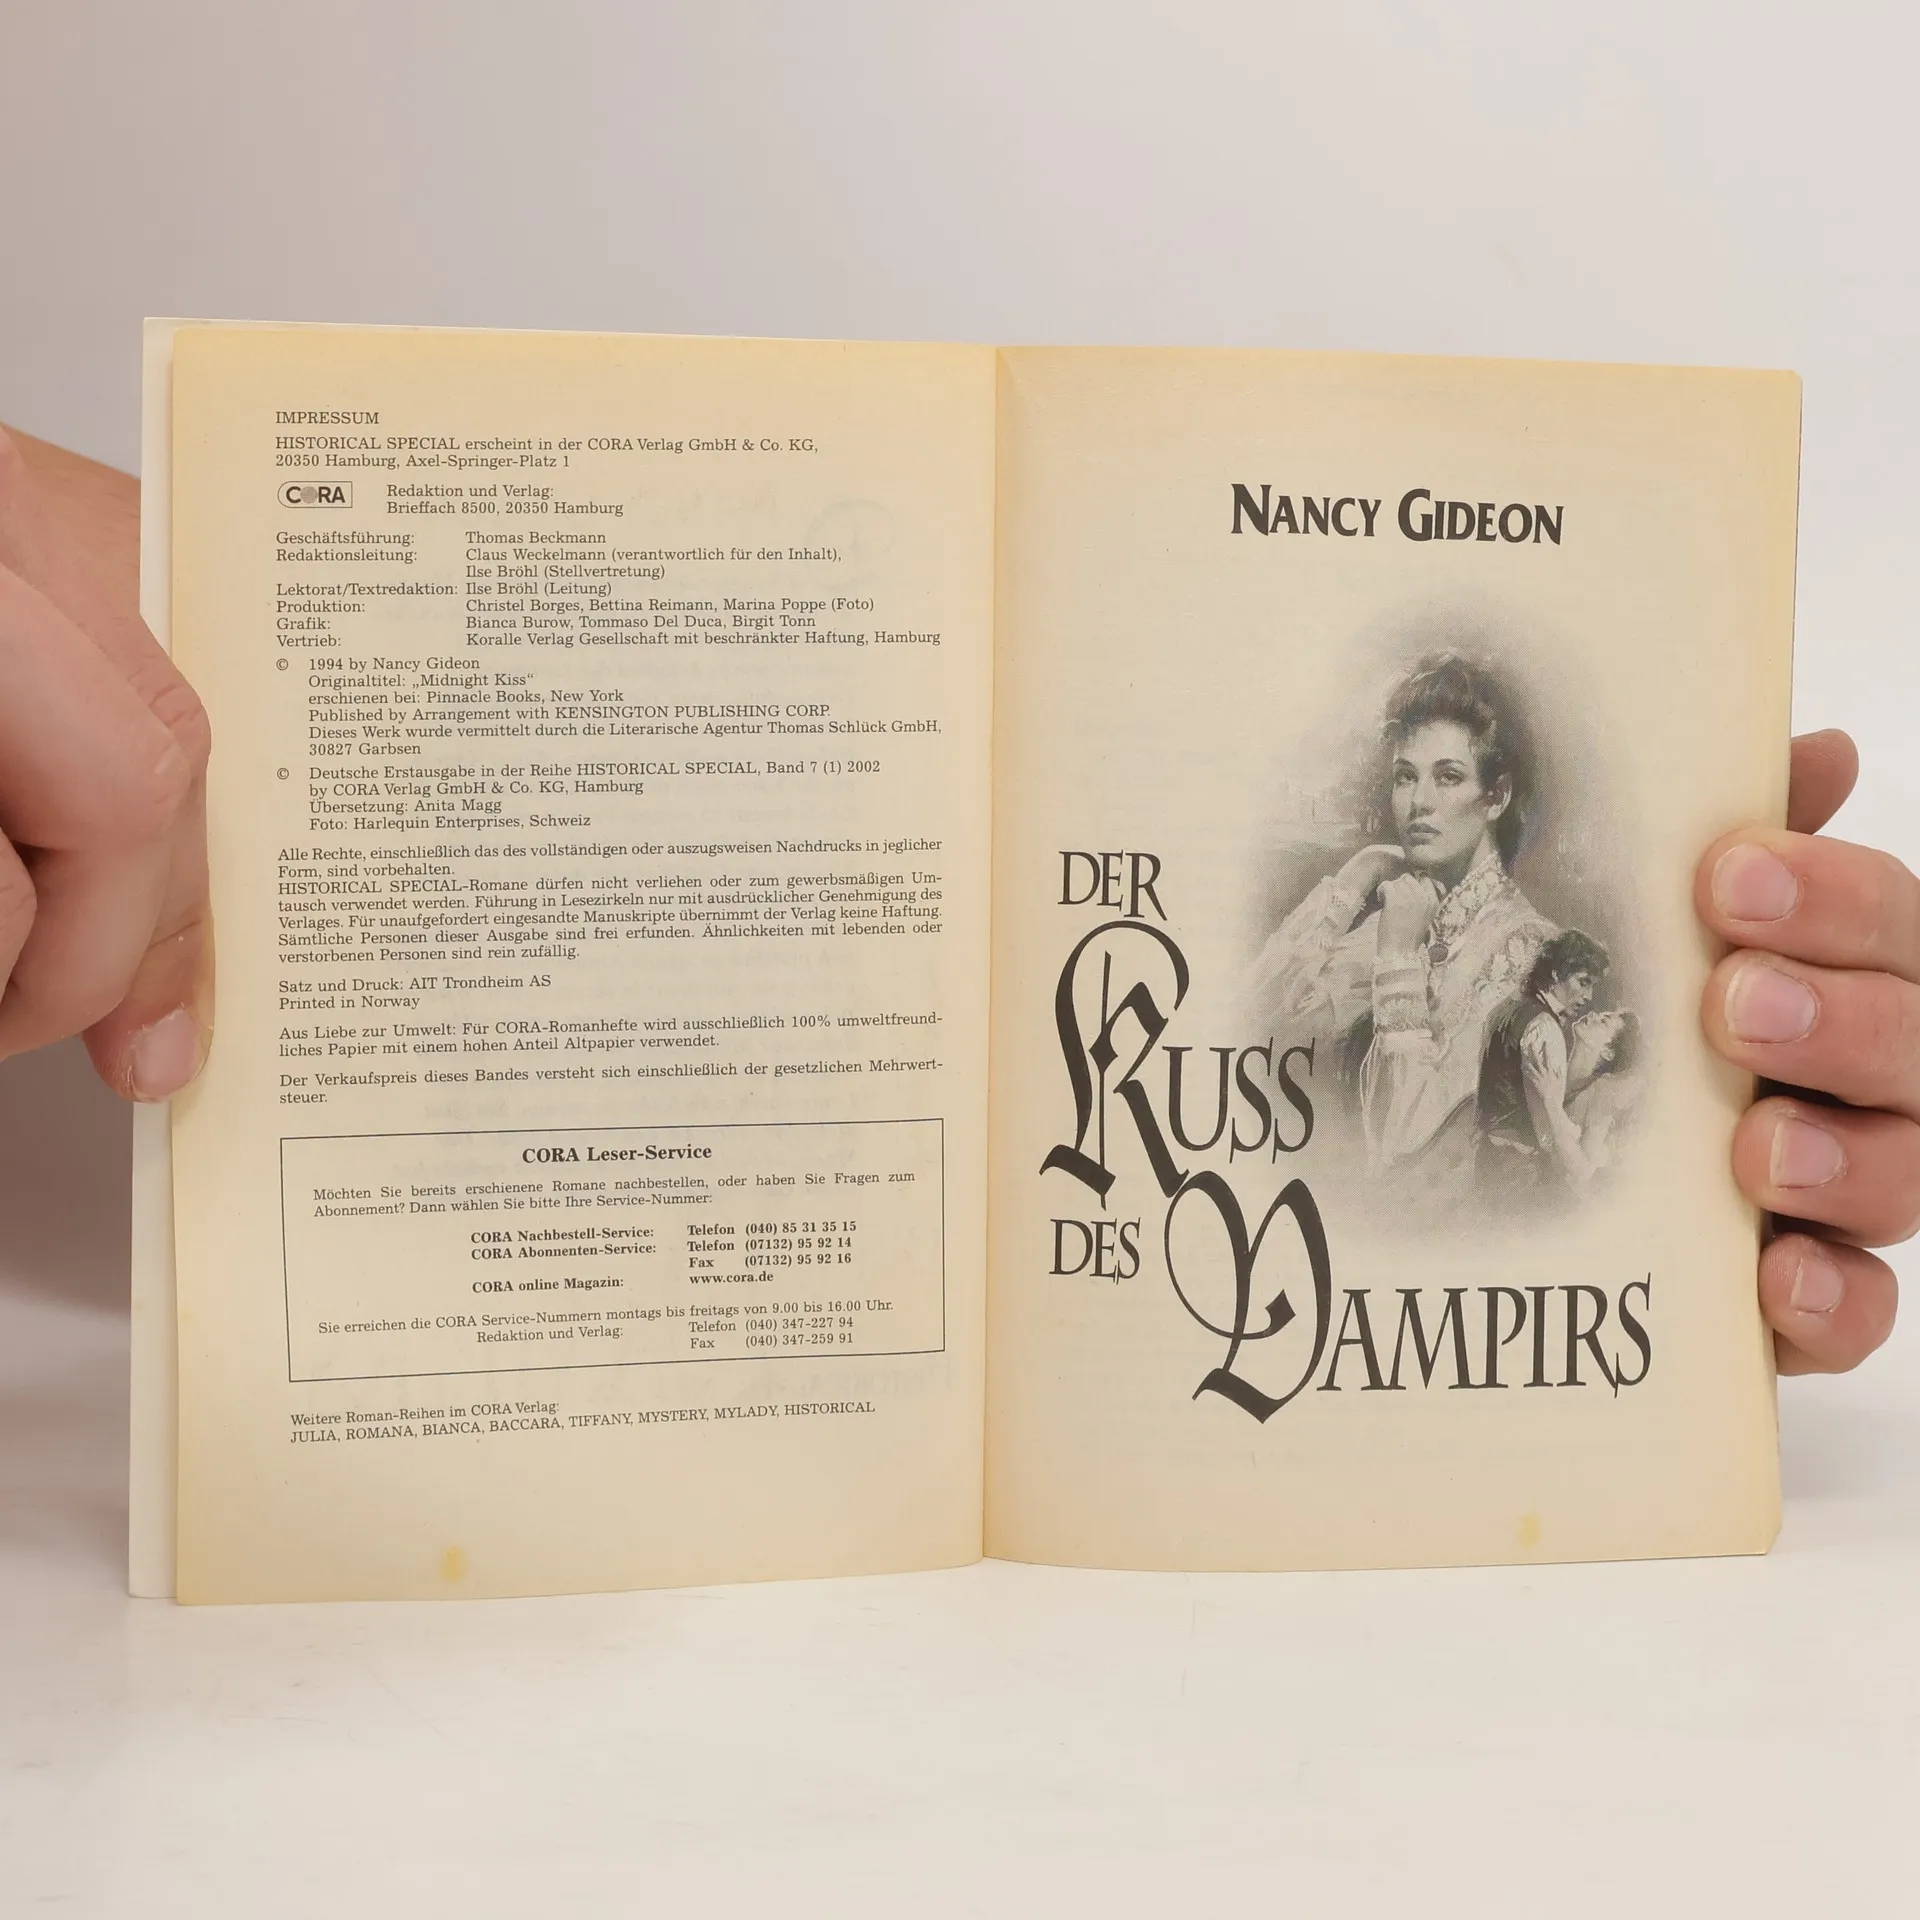 IMPRESSUM
HISTORICAL SPECIAL erscheint in der CORA Verlag GmbH & Co. KG,
20350 Hamburg, Axel-Springer-Platz 1
CORA
Redaktion und Verlag:
Brieffach 8500, 20350 Hamburg
Geschäftsführung: Thomas Beckmann
Redaktionsleitung: Claus Weckelmann (verantwortlich für den Inhalt),
Ilse Bröhl (Stellvertretung)
Lektorat/Textredaktion: Ilse Bröhl (Leitung)
Produktion: Christel Borges, Bettina Reimann, Marina Poppe (Foto)
Grafik: Bianca Burow, Tommaso Del Duca, Birgit Tonn
Vertrieb: Koralle Verlag Gesellschaft mit beschränkter Haftung, Hamburg
© 1994 by Nancy Gideon
Originaltitel: „Midnight Kiss“
erschienen bei: Pinnacle Books, New York
Published by Arrangement with KENSINGTON PUBLISHING CORP.
Dieses Werk wurde vermittelt durch die Literarische Agentur Thomas Schlück GmbH,
30827 Garbsen
© Deutsche Erstausgabe in der Reihe HISTORICAL SPECIAL, Band 7 (1) 2002
by CORA Verlag GmbH & Co. KG, Hamburg
Übersetzung: Anita Magg
Foto: Harlequin Enterprises, Schweiz
Alle Rechte, einschließlich das des vollständigen oder auszugsweisen Nachdrucks in jeglicher
Form, sind vorbehalten.
HISTORICAL SPECIAL-Romane dürfen nicht verliehen oder zum gewerbsmäßigen Um-
tausch verwendet werden. Führung in Lesezirkeln nur mit ausdrücklicher Genehmigung des
Verlages. Für unaufgefordert eingesandte Manuskripte übernimmt der Verlag keine Haftung.
Sämtliche Personen dieser Ausgabe sind frei erfunden. Ähnlichkeiten mit lebenden oder
verstorbenen Personen sind rein zufällig.
Satz und Druck: AIT Trondheim AS
Printed in Norway
Aus Liebe zur Umwelt: Für CORA-Romanhefte wird ausschließlich 100% umweltfreund-
liches Papier mit einem hohen Anteil Altpapier verwendet.
Der Verkaufspreis dieses Bandes versteht sich einschließlich der gesetzlichen Mehrwert-
steuer.
CORA Leser-Service
Möchten Sie bereits erschienene Romane nachbestellen, oder haben Sie Fragen zum
Abonnement? Dann wählen Sie bitte Ihre Service-Nummer:
CORA Nachbestell-Service: Telefon (040) 85 31 35 15
CORA Abonnenten-Service: Telefon (07132) 95 92 14
Fax (07132) 95 92 16
CORA online Magazin: www.cora.de
Sie erreichen die CORA Service-Nummern montags bis freitags von 9.00 bis 16.00 Uhr.
Redaktion und Verlag: Telefon (040) 347-227 94
Fax (040) 347-259 91
Weitere Roman-Reihen im CORA Verlag:
JULIA, ROMANA, BIANCA, BACCARA, TIFFANY, MYSTERY, MYLADY, HISTORICAL
NANCY GIDEON
DER
KUSS
DES
VAMPIRS